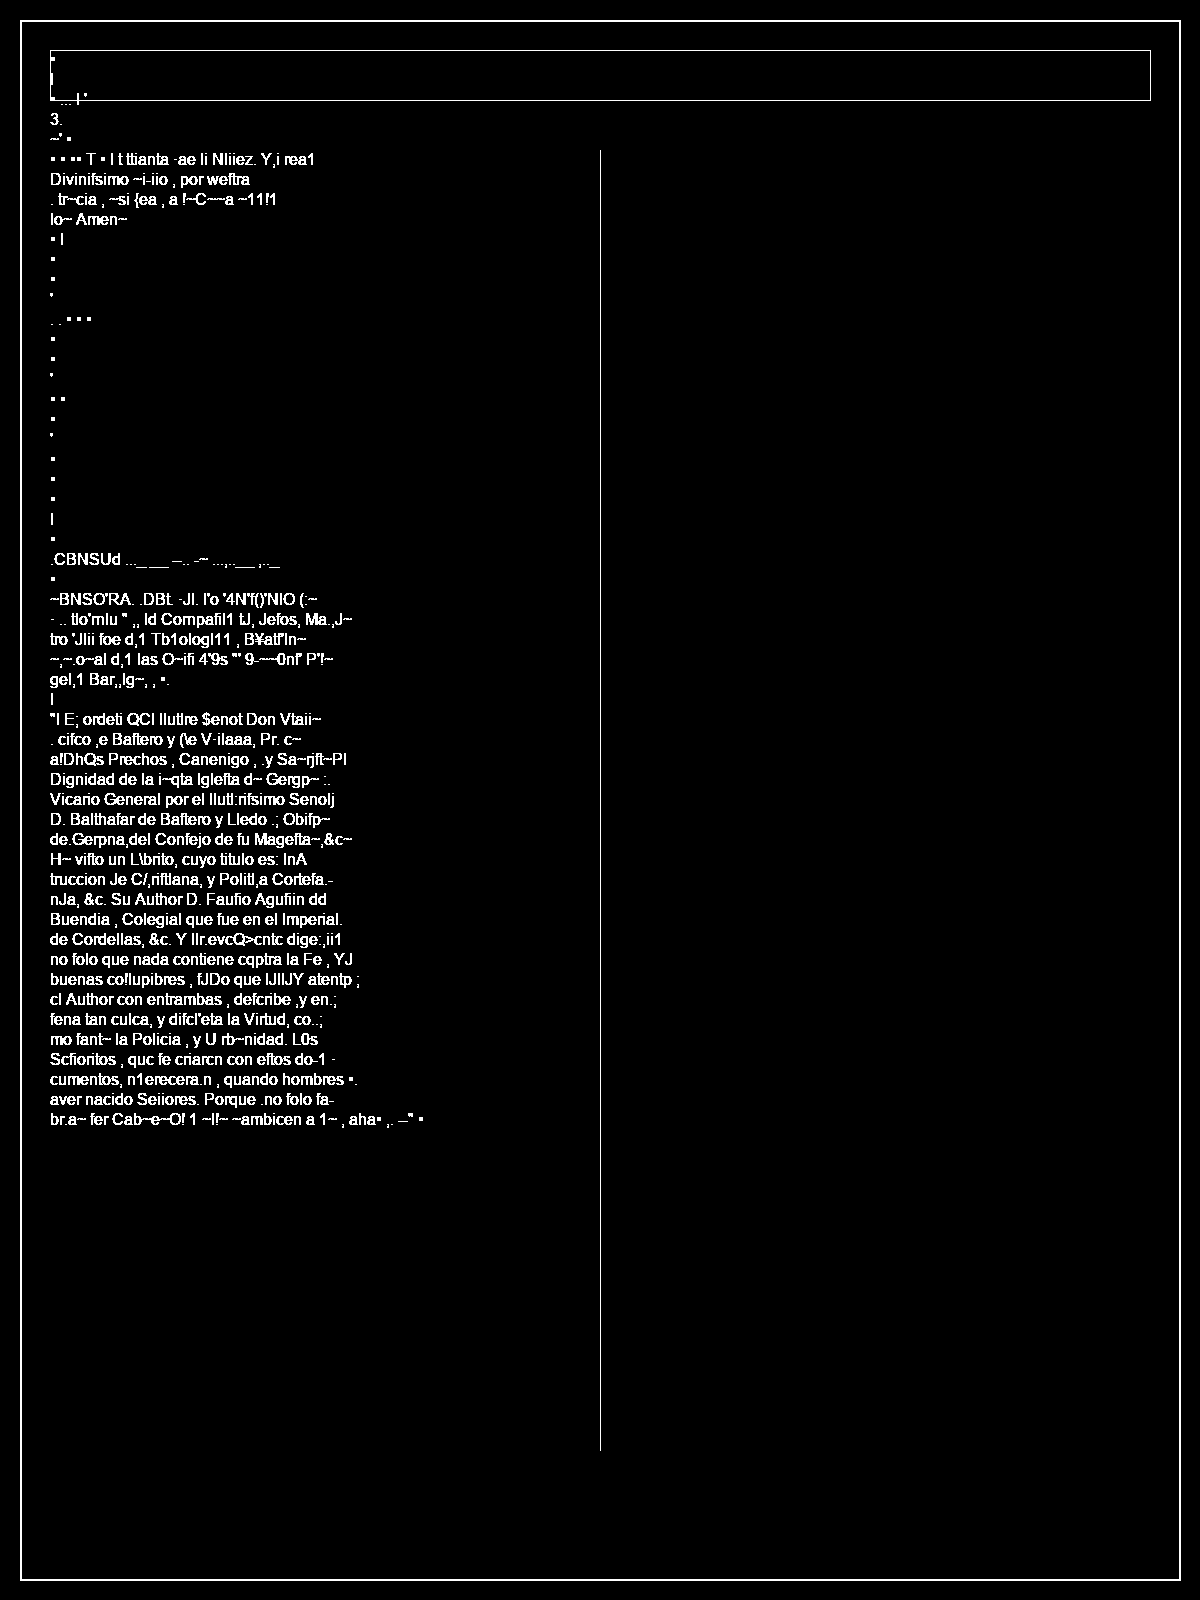 ▪
I
▪ ... I '
3.
~' ▪
▪ ▪ ▪▪ T ▪ I t ttianta -ae li Nliiez. Y,i rea1
Divinifsimo ~i-iio , por weftra
. tr~cia , ~si {ea , a !~C~~a ~11!1
lo~ Amen~
▪ I
▪
▪
'
. . ▪ ▪ ▪
▪
▪
'
▪ ▪
▪
'
▪
▪
▪
I
▪
.CBNSUd ..._ __ --.. -~ ...,..__ ,.._
▪
~BNSO'RA. .DBt. -JI. I'o '4N'f()'NIO (:~
- .. tlo'mlu " ,, ld Compafil1 tJ, Jefos, Ma.,J~
tro 'Jlii foe d,1 Tb1ologl11 , B¥atf'ln~
~,~.o~al d,1 las O~ifi 4'9s "' 9-~~0nf' P'!~
gel,1 Bar,,lg~, , ▪.
I
"I E; ordeti QCI llutlre $enot Don Vtaii~
. cifco ,e Baftero y (\e V-ilaaa, Pr. c~
a!DhQs Prechos , Canenigo , .y Sa~rjft~Pl
Dignidad de la i~qta Iglefta d~ Gergp~ :.
Vicario General por el llutl:rifsimo Senolj
D. Balthafar de Baftero y Lledo .; Obifp~
de.Gerpna,del Confejo de fu Magefta~,&c~
H~ vifto un L\brito, cuyo titulo es: lnA
truccion Je C/,riftlana, y Politl,a Cortefa.-
nJa, &c. Su Author D. Faufio Agufiin dd
Buendia , Colegial que fue en el Imperial.
de Cordellas, &c. Y llr.evcQ>cntc dige:,ii1
no folo que nada contiene cqptra la Fe , YJ
buenas co!lupibres , fJDo que lJllJY atentp ;
cl Author con entrambas , defcribe ,y en.;
fena tan culca, y difcl'eta la Virtud, co..;
mo fant~ la Policia , y U rb~nidad. L0s
Scfioritos , quc fe criarcn con eftos do-1 -
cumentos, n1erecera.n , quando hombres ▪.
aver nacido Seiiores. Porque .no folo fa-
br.a~ fer Cab~e~O! 1 ~l!~ ~ambicen a 1~ , aha▪ ,. --" ▪